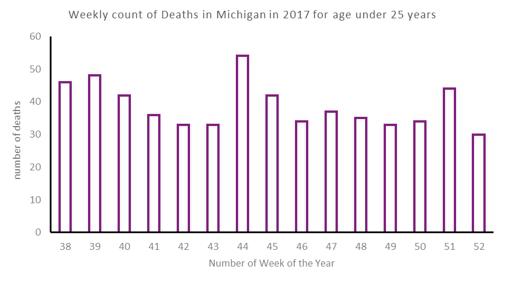 Weekly count of Deaths in Michigan in 2017 for age under 25 years
60
50
40
30
20
10
0
number of deaths
38 39 40 41 42 43 44 45 46 47 48 49 50 51 52
Number of Week of the Year